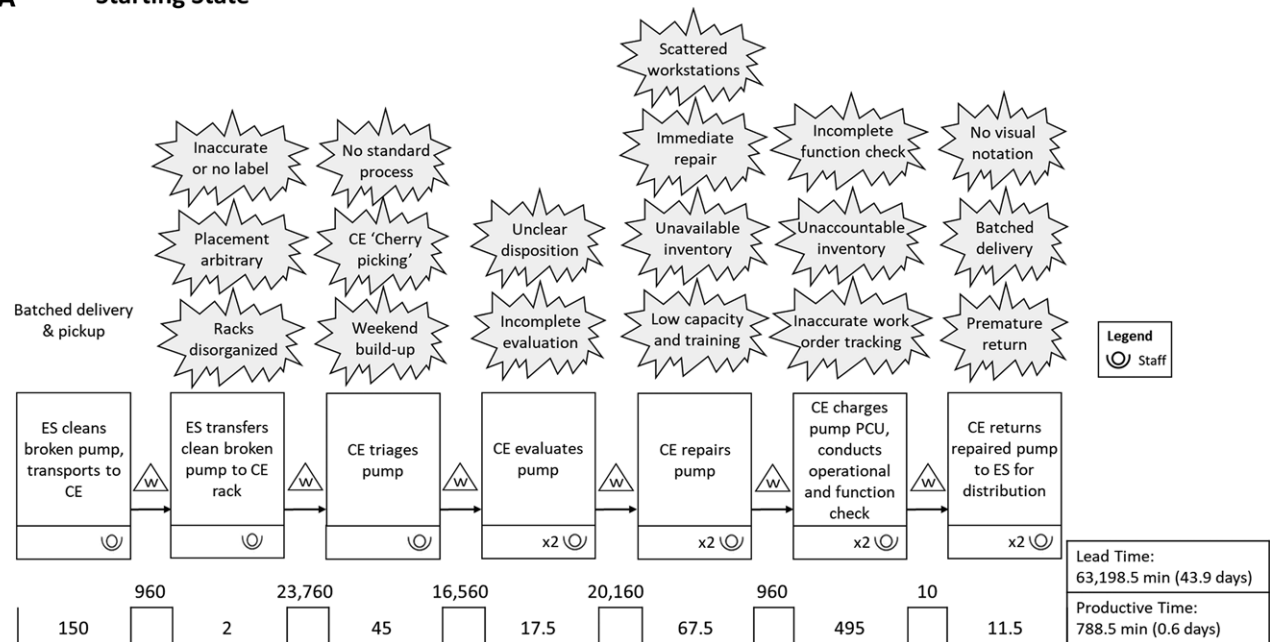 A
Starting State
Scattered
workstations
Inaccurate
or no label
No standard
process
Immediate
repair
Incomplete
function check
No visual
notation
Placement
arbitrary
CE ‘Cherry
picking’
Unclear
disposition
Unavailable
inventory
Unaccountable
inventory
Batched
delivery
Batched delivery
& pickup
Racks
disorganized
Weekend
build-up
Incomplete
evaluation
Low capacity
and training
Inaccurate work
order tracking
Premature
return
Legend
Staff
ES cleans
broken pump,
transports to
CE
W
ES transfers
clean broken
pump to CE
rack
W
CE triages
pump
W
CE evaluates
pump
x2
W
CE repairs
pump
x2
W
CE charges
pump PCU,
conducts
operational
and function
check
x2
W
CE returns
repaired pump
to ES for
distribution
x2
960
23,760
16,560
20,160
960
10
150
2
45
17.5
67.5
495
11.5
Lead Time:
63,198.5 min (43.9 days)
Productive Time:
788.5 min (0.6 days)